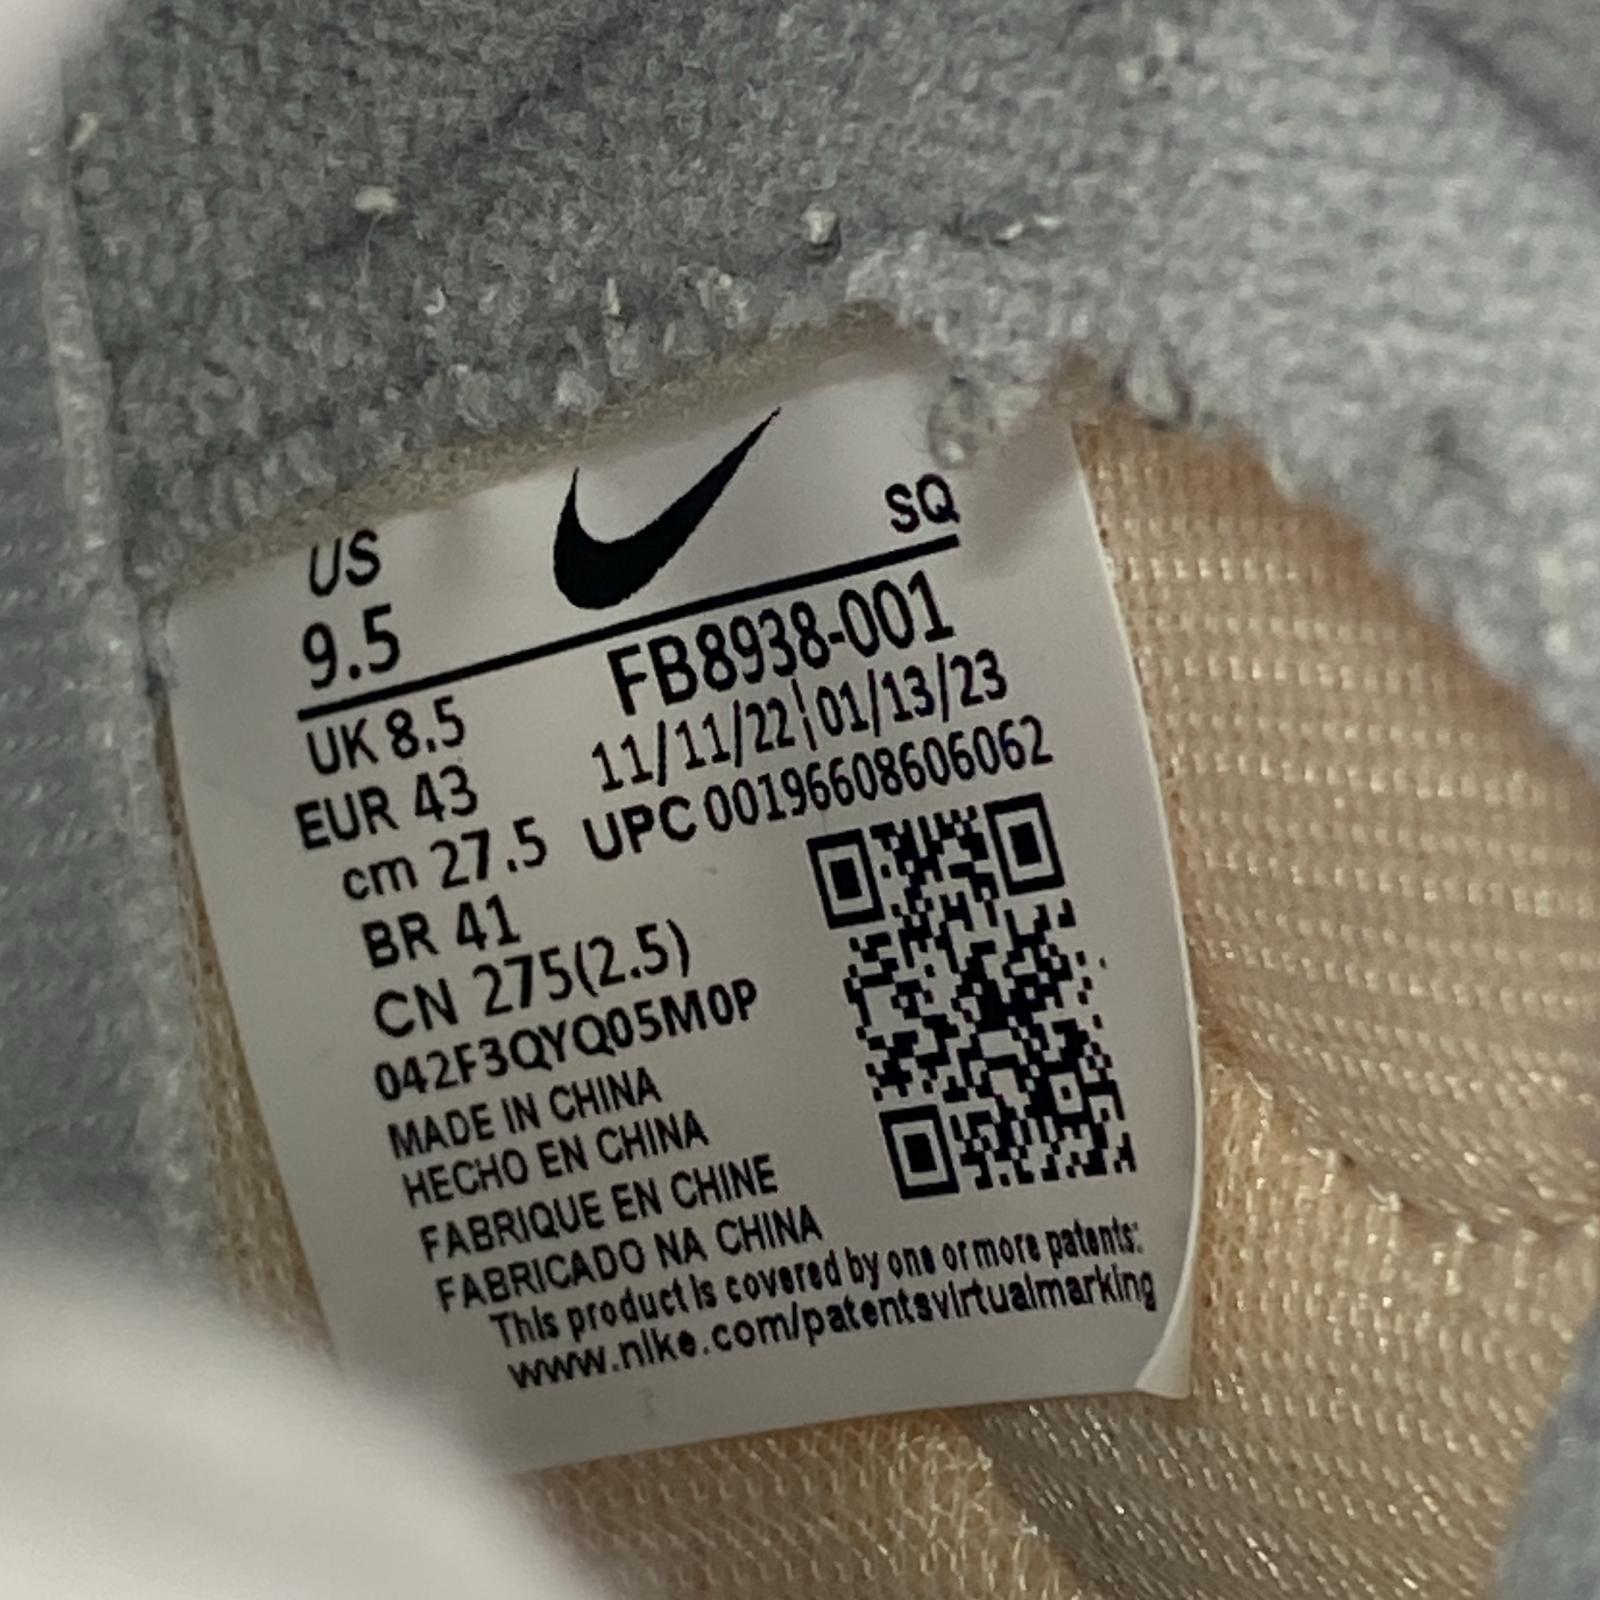 US
9.5
SQ
FB8938-001
11/11/22|01/13/23
UPC 00196608606062
UK 8.5
EUR 43
cm 27.5
BR 41
CN 275(2.5)
042F3QYQ05M0P
MADE IN CHINA
HECHO EN CHINA
FABRIQUE EN CHINE
FABRICADO NA CHINA
This product is covered by one or more patents:
www.nike.com/patentsvirtualmarking